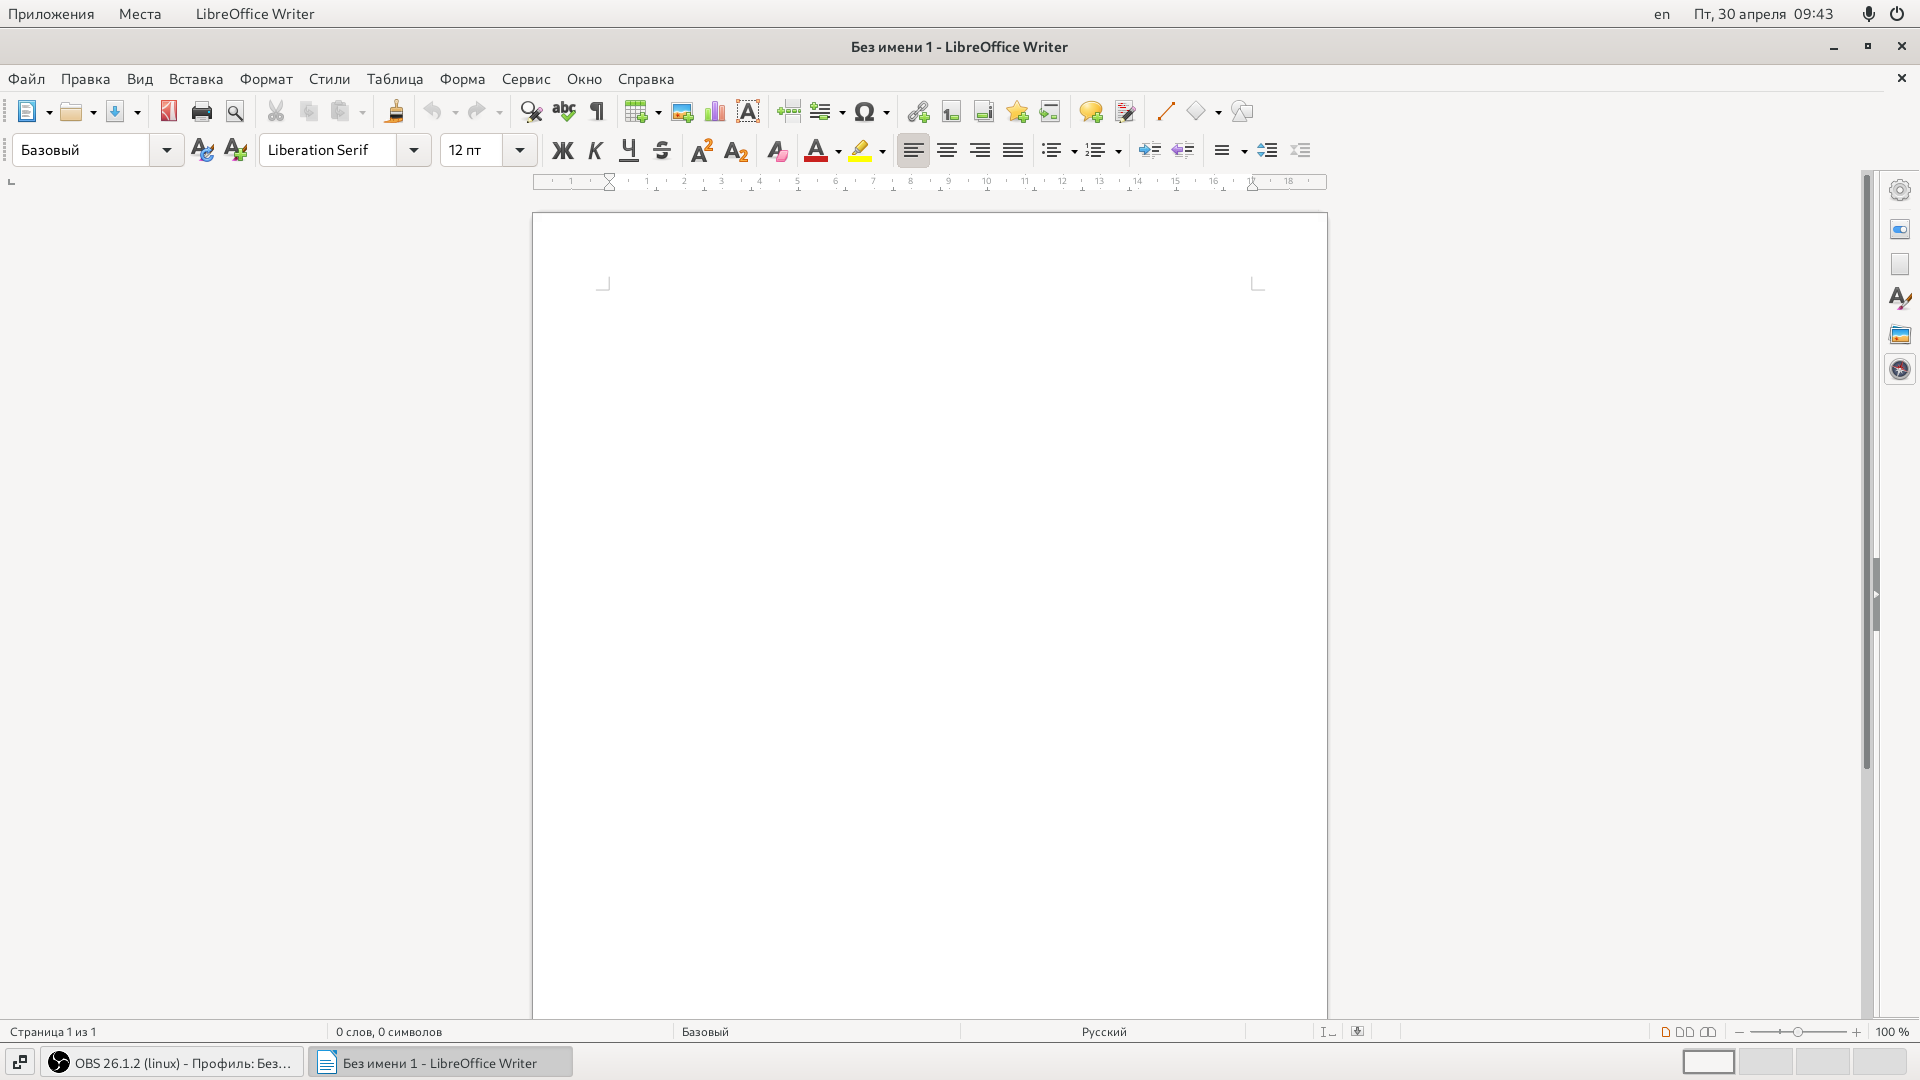 Приложения Места LibreOffice Writer en Пт, 30 апреля 09:43
Без имени 1 - LibreOffice Writer
Файл Правка Вид Вставка Формат Стили Таблица Форма Сервис Окно Справка
Базовый Liberation Serif 12 пт Ж К Ч S A2 A2 A
1 1 2 3 4 5 6 7 8 9 10 11 12 13 14 15 16 17 18
Страница 1 из 1 0 слов, 0 символов Базовый Русский 100 %
OBS 26.1.2 (linux) - Профиль: Без... Без имени 1 - LibreOffice Writer